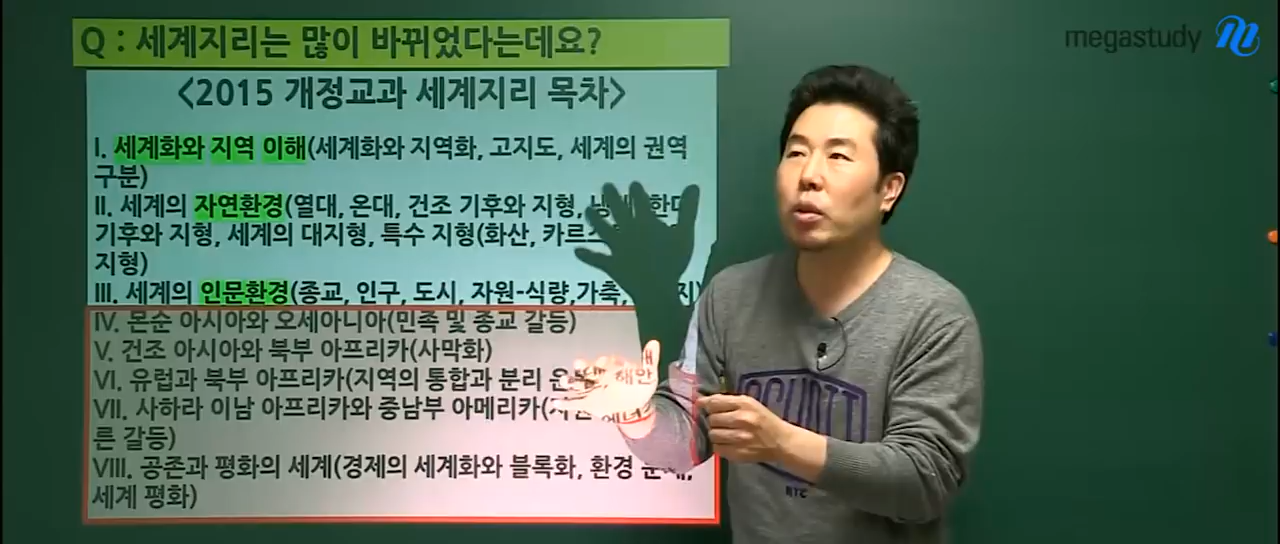 megastudy
Q : 세계지리는 많이 바뀌었다는데요?
<2015 개정교과 세계지리 목차>
I. 세계화와 지역 이해(세계화와 지역화, 고지도, 세계의 권역
구분)
II. 세계의 자연환경(열대, 온대, 건조 기후와 지형,
기후와 지형, 세계의 대지형, 특수 지형(화산,
지형)
III. 세계의 인문환경(종교, 인구, 도시, 자원-식량,가축,
IV. 몬순 아시아와 오세아니아(민족 및 종교 갈등)
V. 건조 아시아와 북부 아프리카(사막화)
VI. 유럽과 북부 아프리카(지역의 통합과 분리
VII. 사하라 이남 아프리카와 중남부 아메리카(
른 갈등)
VIII. 공존과 평화의 세계(경제의 세계화와 블록화, 환경
세계 평화)